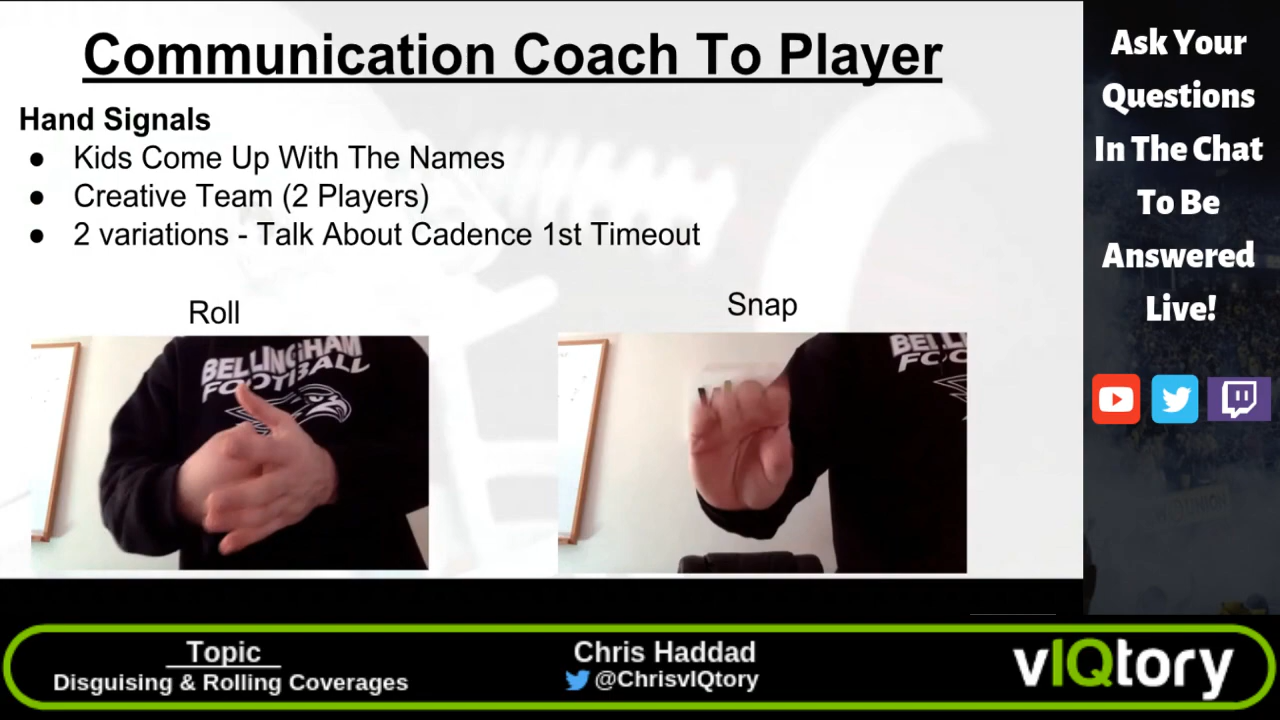 Communication Coach To Player
Hand Signals
● Kids Come Up With The Names
● Creative Team (2 Players)
● 2 variations - Talk About Cadence 1st Timeout
Roll
Snap
BELLINGHAM
FOOTBALL
Ask Your
Questions
In The Chat
To Be
Answered
Live!
Topic
Disguising & Rolling Coverages
Chris Haddad
@ChrisvIQtory
vIQtory